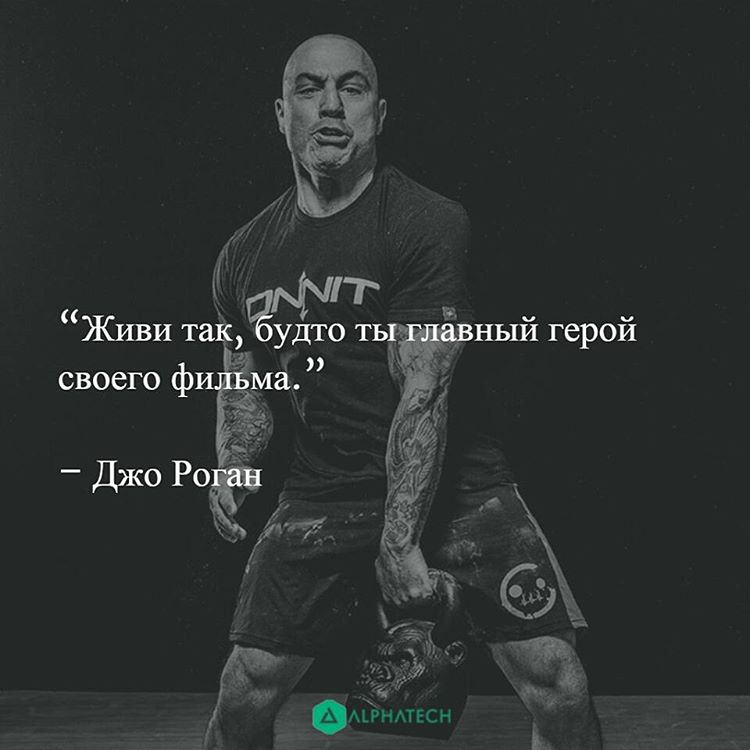 ONNIT
“Живи так, будто ты главный герой
своего фильма.”
– Джо Роган
ALPHATECH